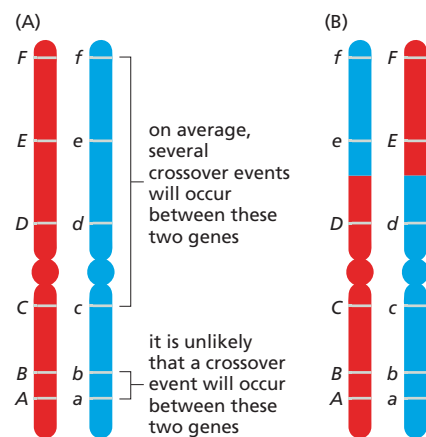 (A)
F
f
E
e
D
d
C
c
B
b
A
a
on average,
several
crossover events
will occur
between these
two genes
it is unlikely
that a crossover
event will occur
between these
two genes
(B)
f
F
e
E
D
d
C
c
B
b
A
a